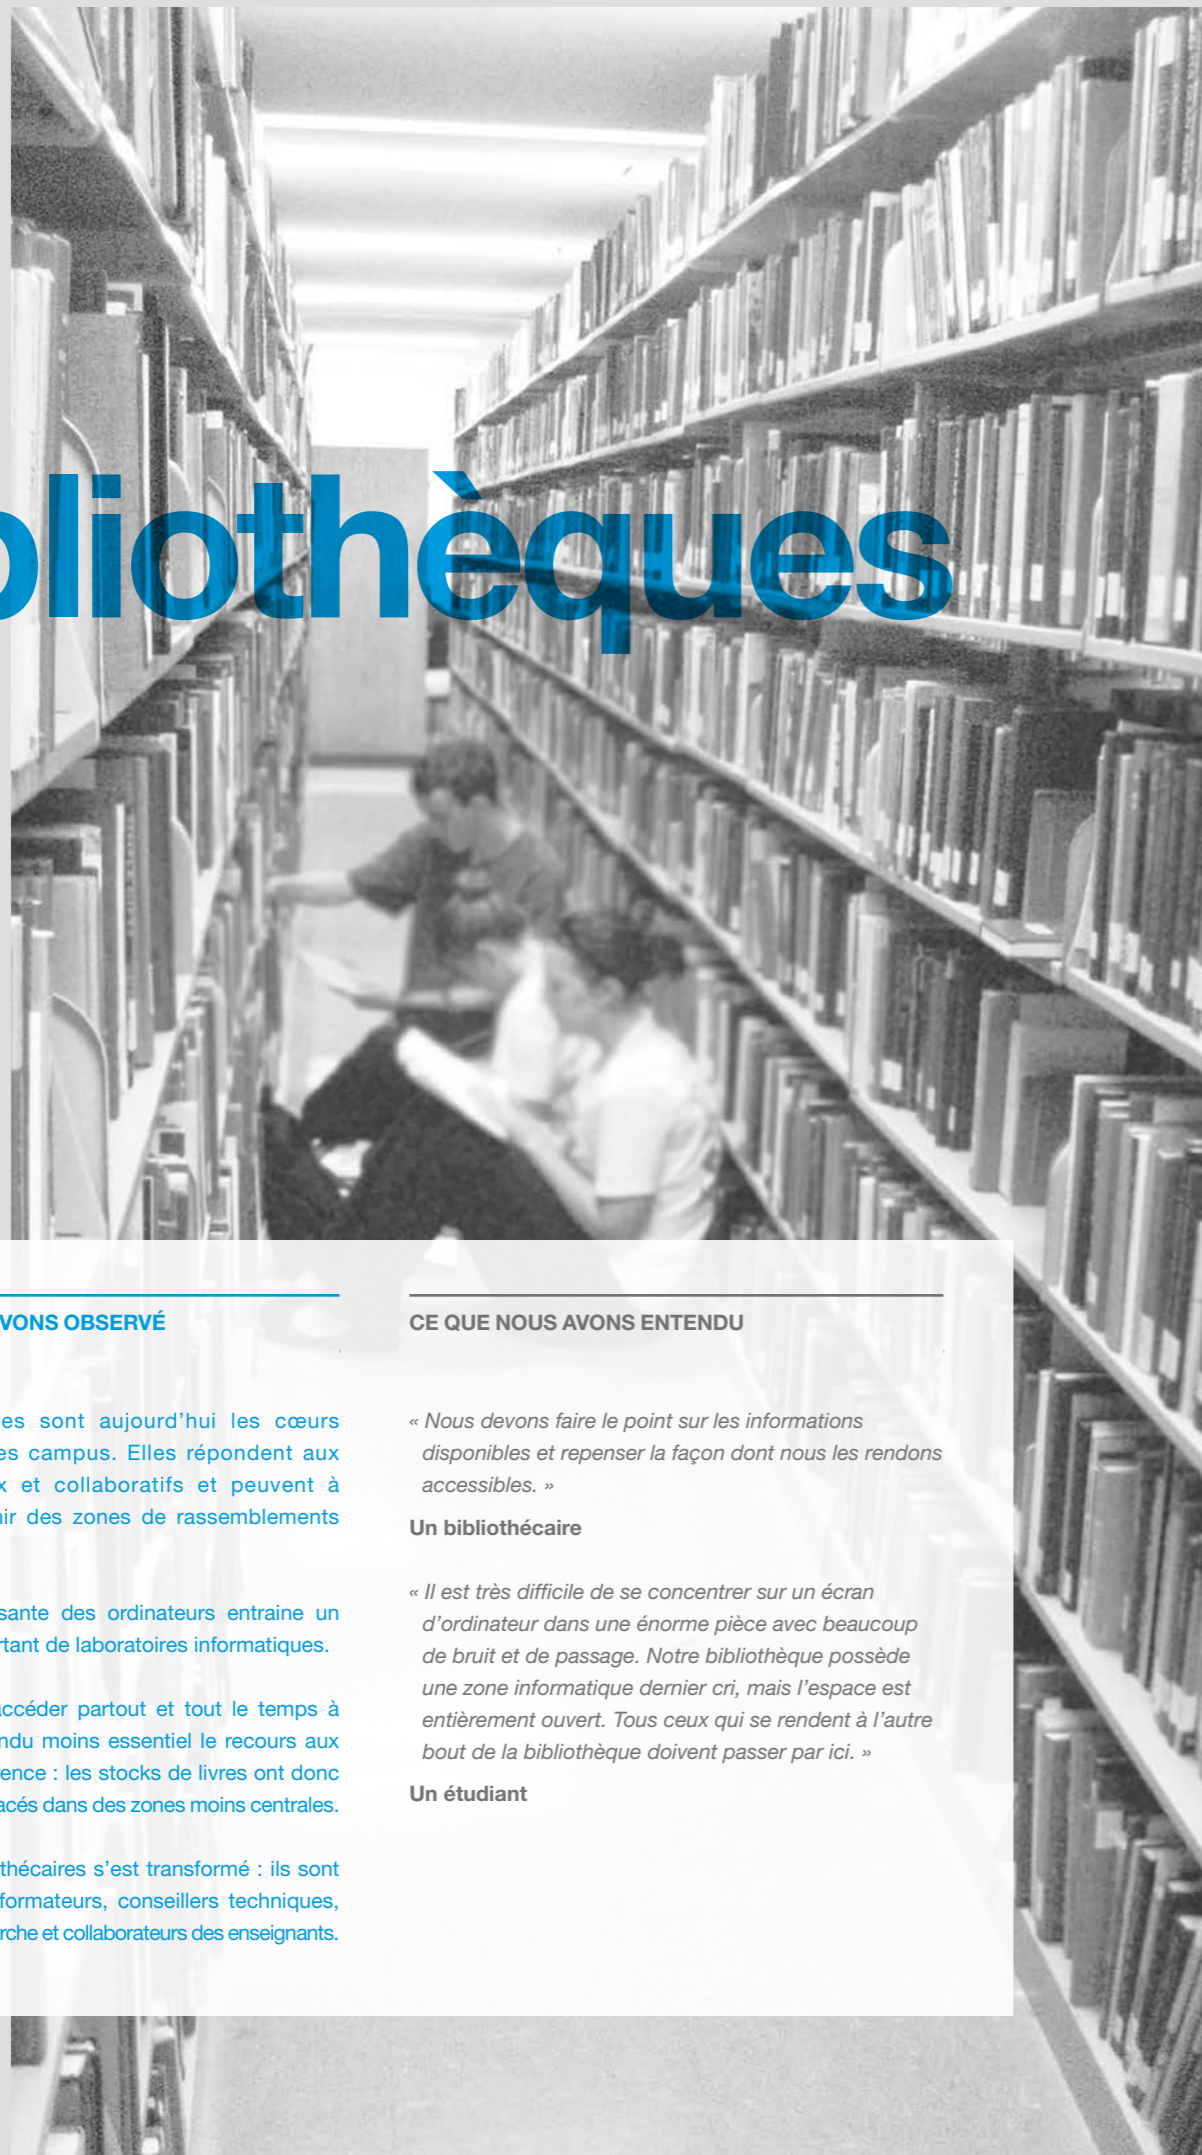 bliothèques
VONS OBSERVÉ
es sont aujourd'hui les cœurs
es campus. Elles répondent aux
x et collaboratifs et peuvent à
nir des zones de rassemblements
sante des ordinateurs entraine un
rtant de laboratoires informatiques.
accéder partout et tout le temps à
ndu moins essentiel le recours aux
ence : les stocks de livres ont donc
acés dans des zones moins centrales.
thécaires s'est transformé : ils sont
formateurs, conseillers techniques,
rche et collaborateurs des enseignants.
CE QUE NOUS AVONS ENTENDU
« Nous devons faire le point sur les informations
disponibles et repenser la façon dont nous les rendons
accessibles. »
Un bibliothécaire
« Il est très difficile de se concentrer sur un écran
d'ordinateur dans une énorme pièce avec beaucoup
de bruit et de passage. Notre bibliothèque possède
une zone informatique dernier cri, mais l'espace est
entièrement ouvert. Tous ceux qui se rendent à l'autre
bout de la bibliothèque doivent passer par ici. »
Un étudiant